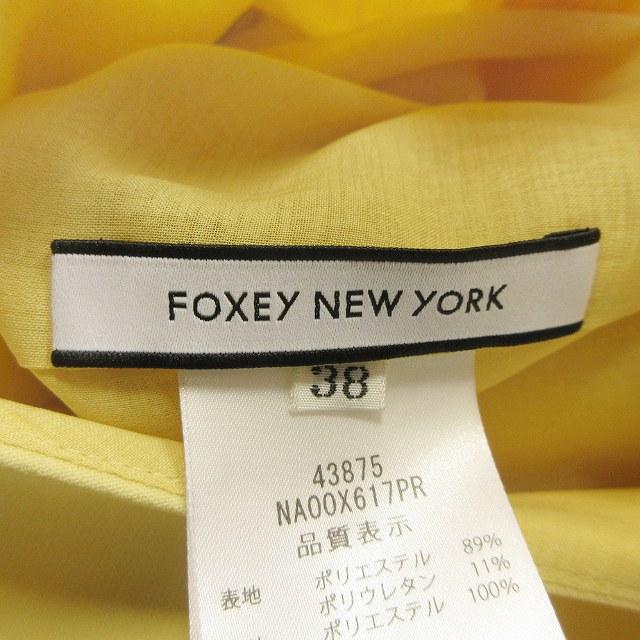 FOXEY NEW YORK
38
43875
NA00X617PR
品質表示
表地 ポリエステル 89%
ポリウレタン 11%
ポリエステル 100%